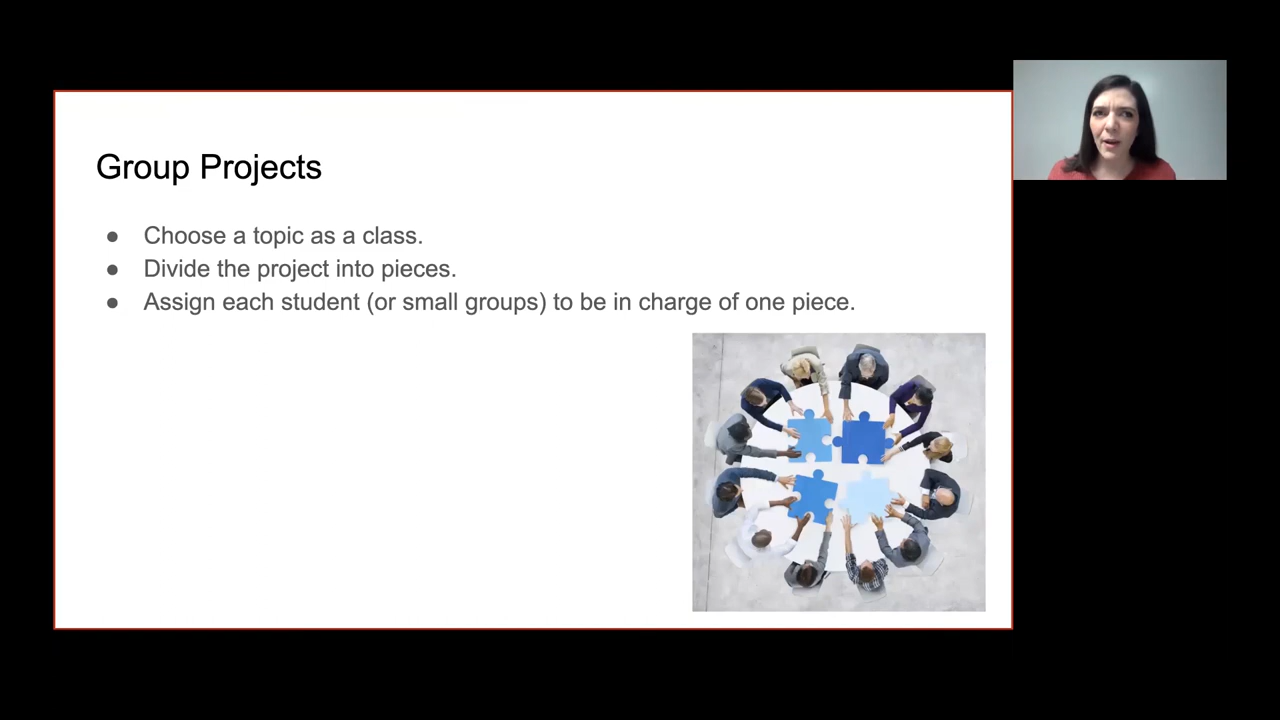 Group Projects
● Choose a topic as a class.
● Divide the project into pieces.
● Assign each student (or small groups) to be in charge of one piece.